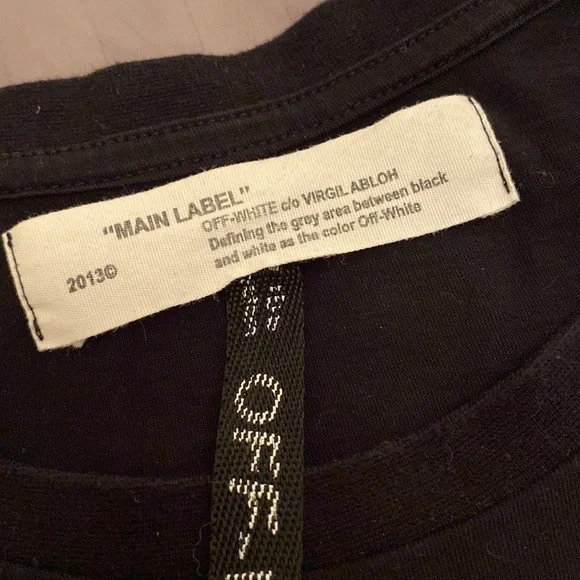 "MAIN LABEL"
OFF-WHITE c/o VIRGIL ABLOH
Defining the grey area between black
and white as the color Off-White
2013©
OFF-